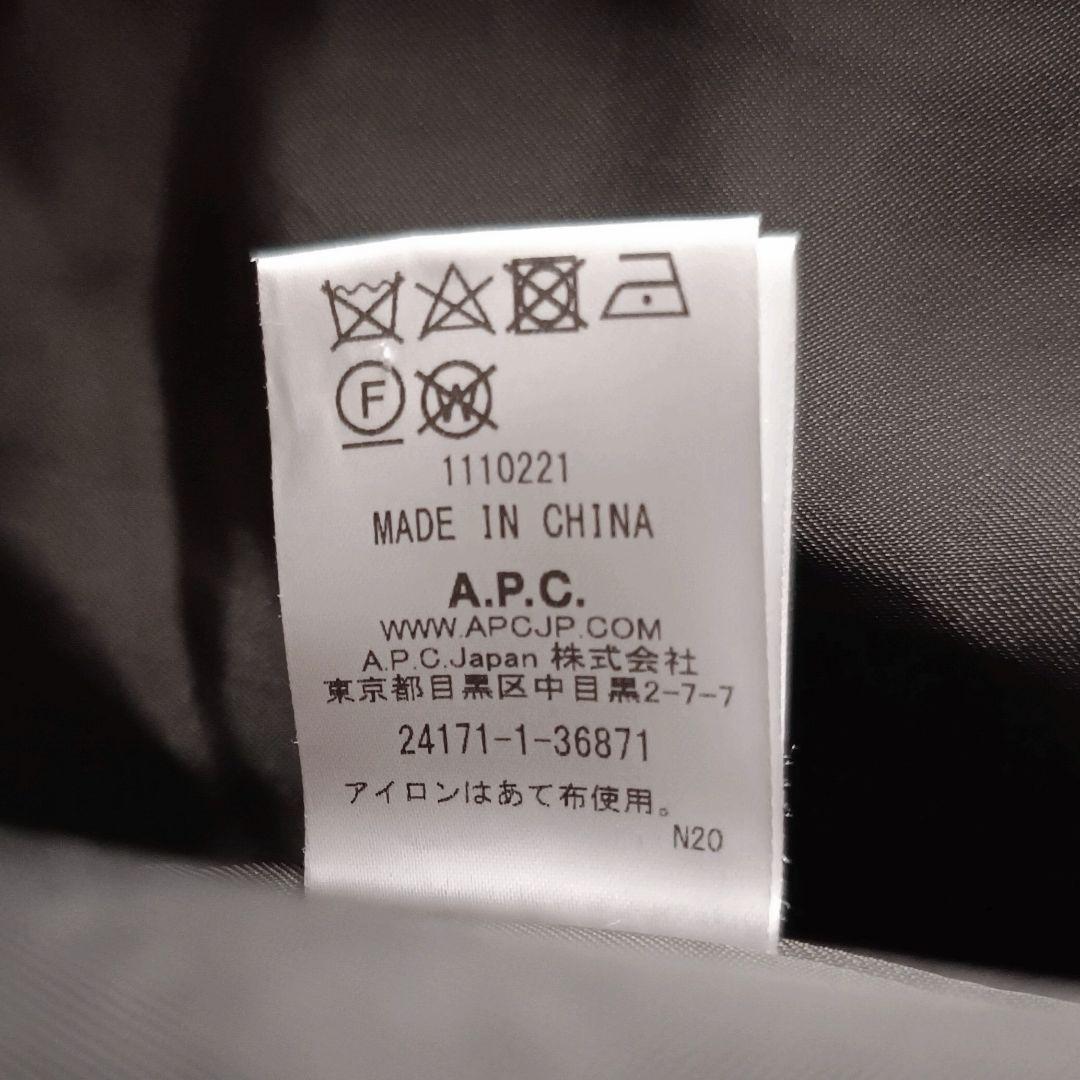 F W
1110221
MADE IN CHINA
A.P.C.
WWW.APCJP.COM
A.P.C.Japan 株式会社
東京都目黒区中目黒2-7-7
24171-1-36871
アイロンはあて布使用。
N20